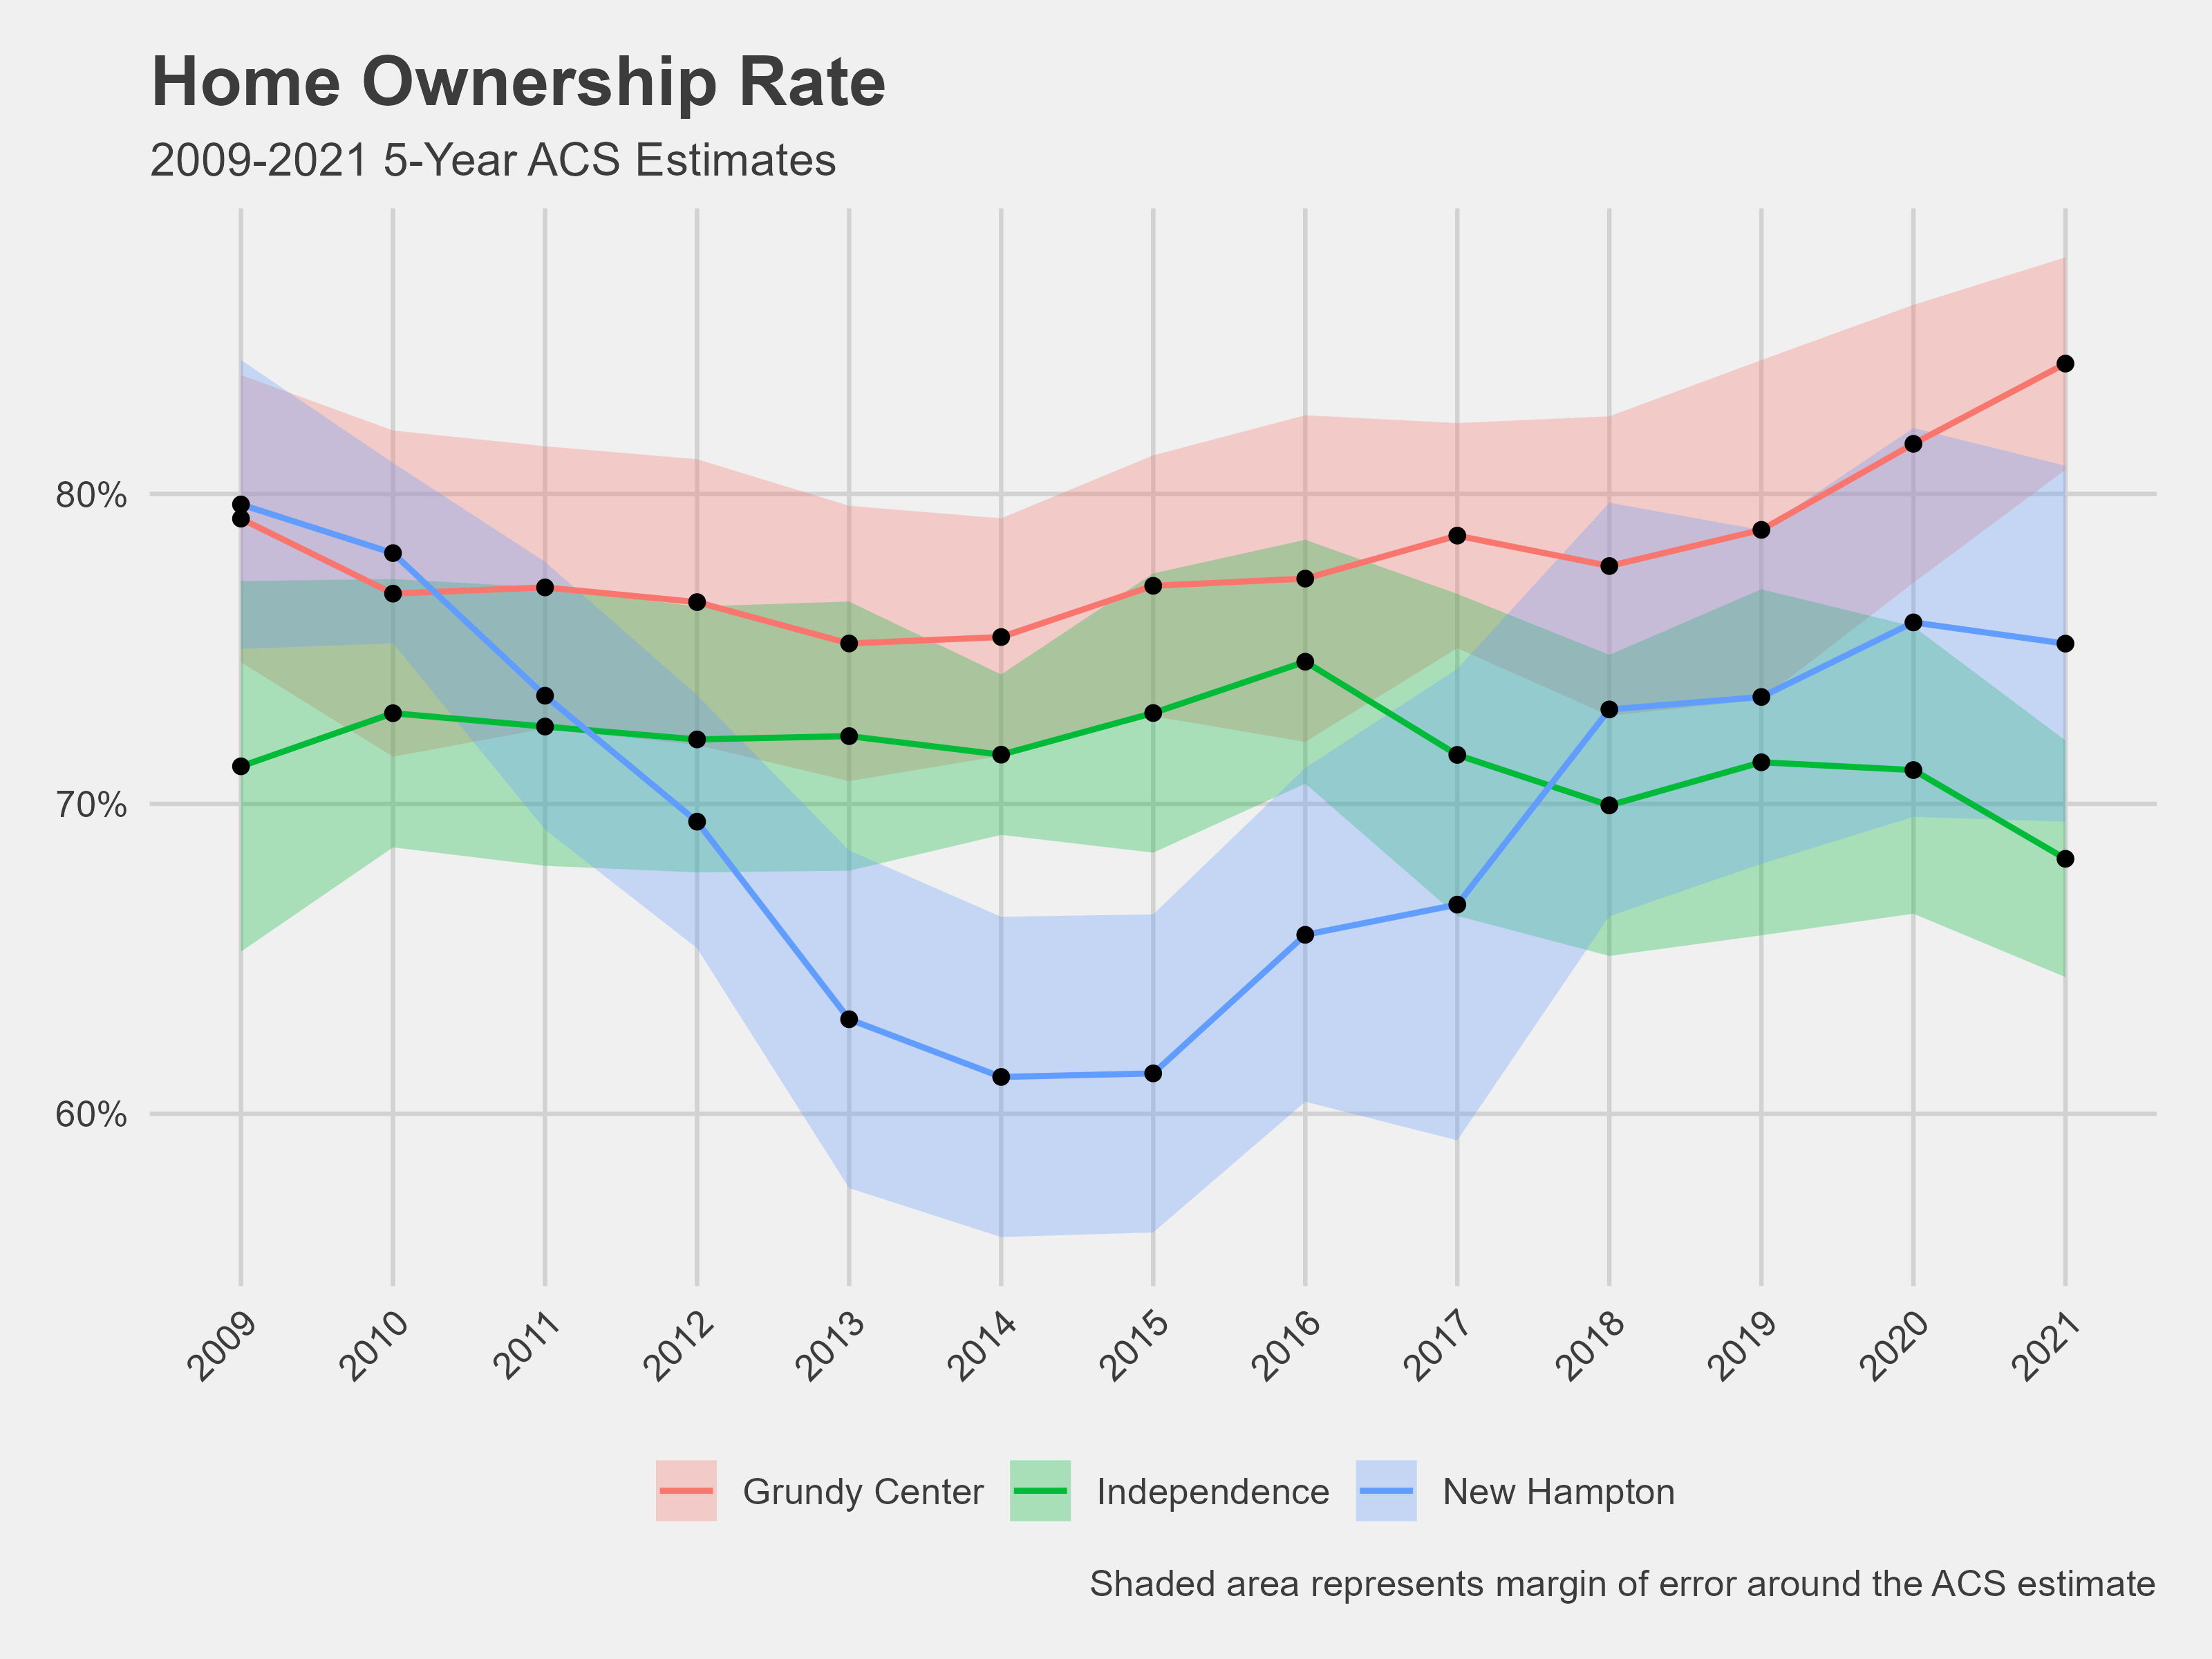 Home Ownership Rate
2009-2021 5-Year ACS Estimates
80%
70%
60%
2009 2010 2011 2012 2013 2014 2015 2016 2017 2018 2019 2020 2021
Grundy Center Independence New Hampton
Shaded area represents margin of error around the ACS estimate